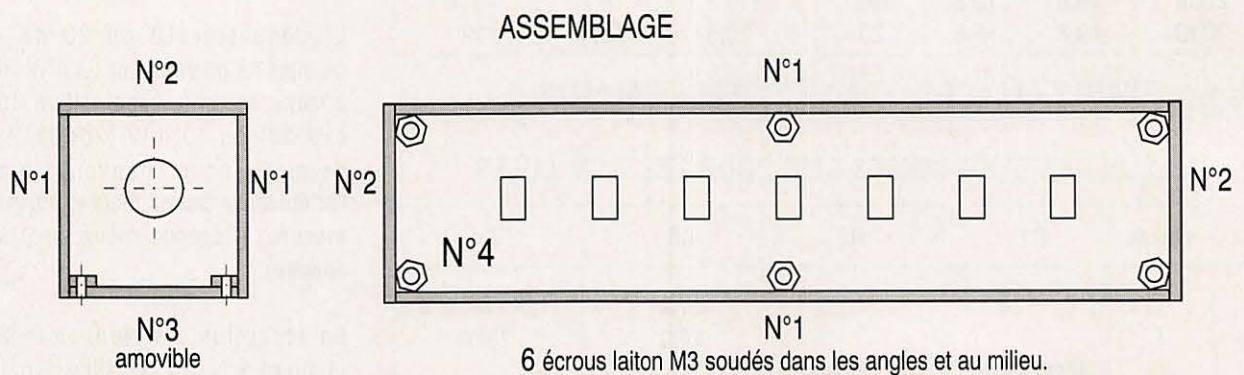 ASSEMBLAGE
N°2
N°1
N°1
N°3
amovible
N°1
N°2
N°2
N°4
N°1
6 écrous laiton M3 soudés dans les angles et au milieu.